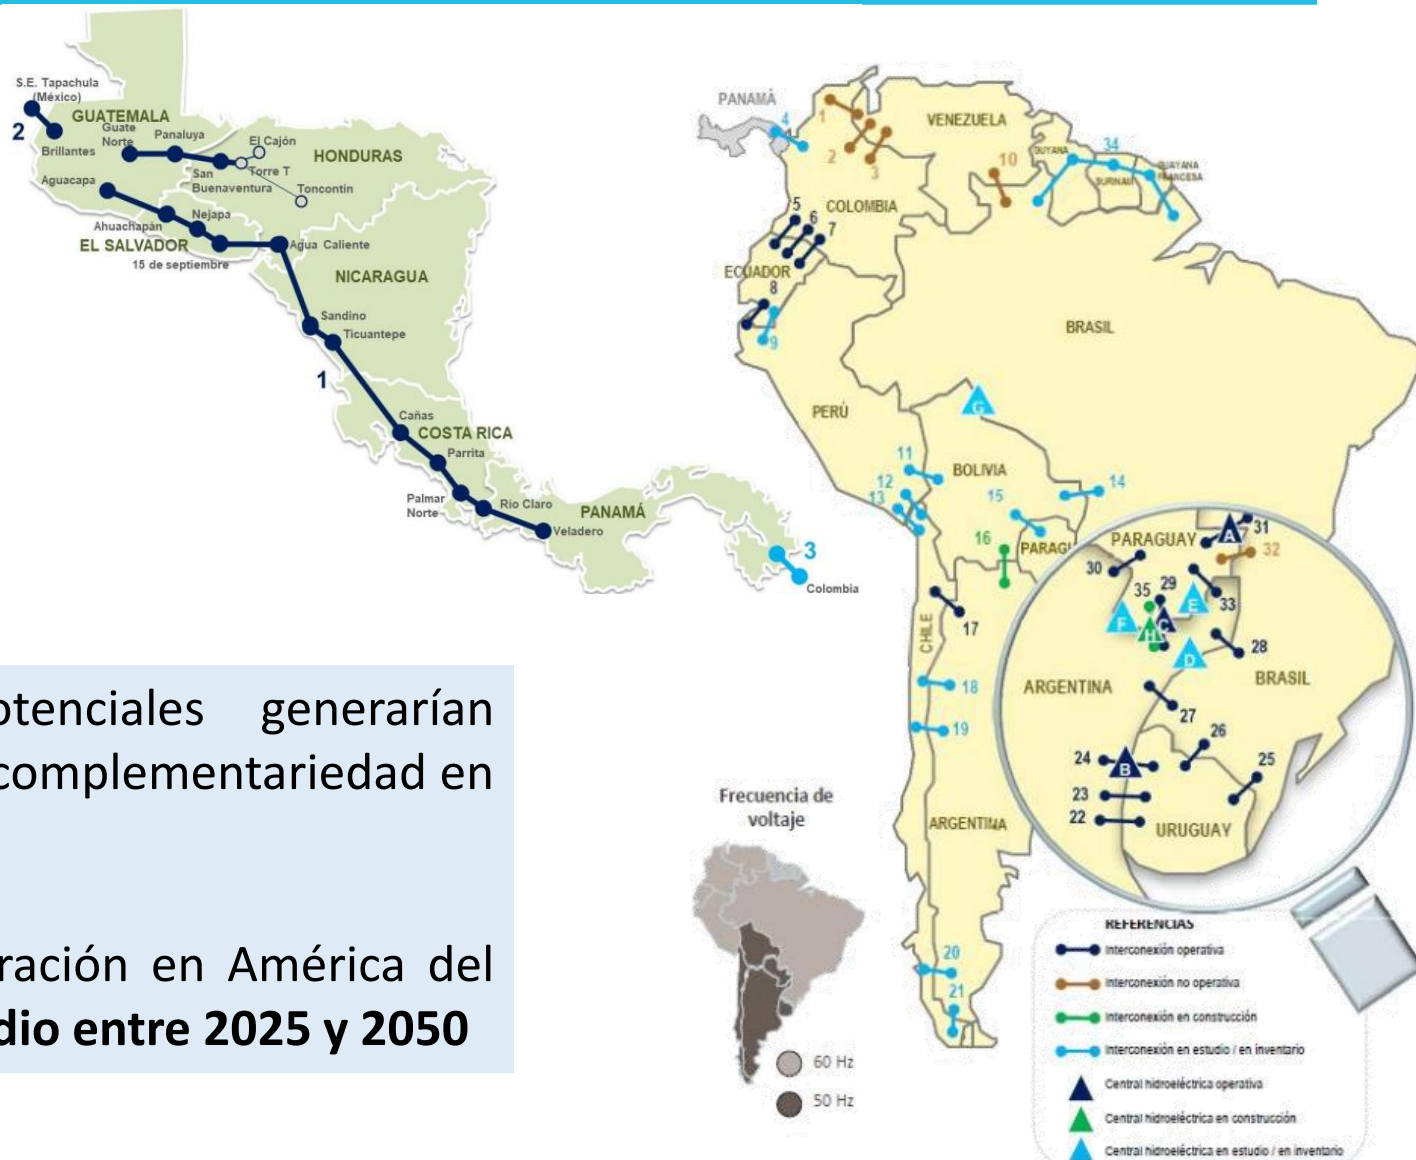 S.E. Tapachula
(México)
2
GUATEMALA
Guate
Norte
Panaluya
El Cajón
Brillantes
HONDURAS
San
Buenaventura
Torre T
Aguacapa
Toncontín
Nejapa
Ahuachapán
EL SALVADOR
Agua Caliente
15 de septiembre
NICARAGUA
Sandino
Ticuantepe
1
Cañas
COSTA RICA
Parrita
Palmar
Norte
Río Claro
PANAMÁ
Veladero
3
Colombia
otenciales generarían
complementariedad en
ración en América del
dio entre 2025 y 2050
PANAMÁ
4
1
VENEZUELA
2
3
10
GUYANA
34
SURINAM
GUAYANA
FRANCESA
COLOMBIA
5
6
7
ECUADOR
8
9
BRASIL
PERÚ
G
11
BOLIVIA
12
13
14
15
16
PARAGU
CHILE
17
18
19
ARGENTINA
20
21
PARAGUAY
A
31
32
30
35
29
E
33
F
C
H
28
D
ARGENTINA
BRASIL
27
26
24
B
25
23
22
URUGUAY
Frecuencia de
voltaje
60 Hz
50 Hz
REFERENCIAS
Interconexión operativa
Interconexión no operativa
Interconexión en construcción
Interconexión en estudio / en inventario
Central hidroeléctrica operativa
Central hidroeléctrica en construcción
Central hidroeléctrica en estudio / en inventario